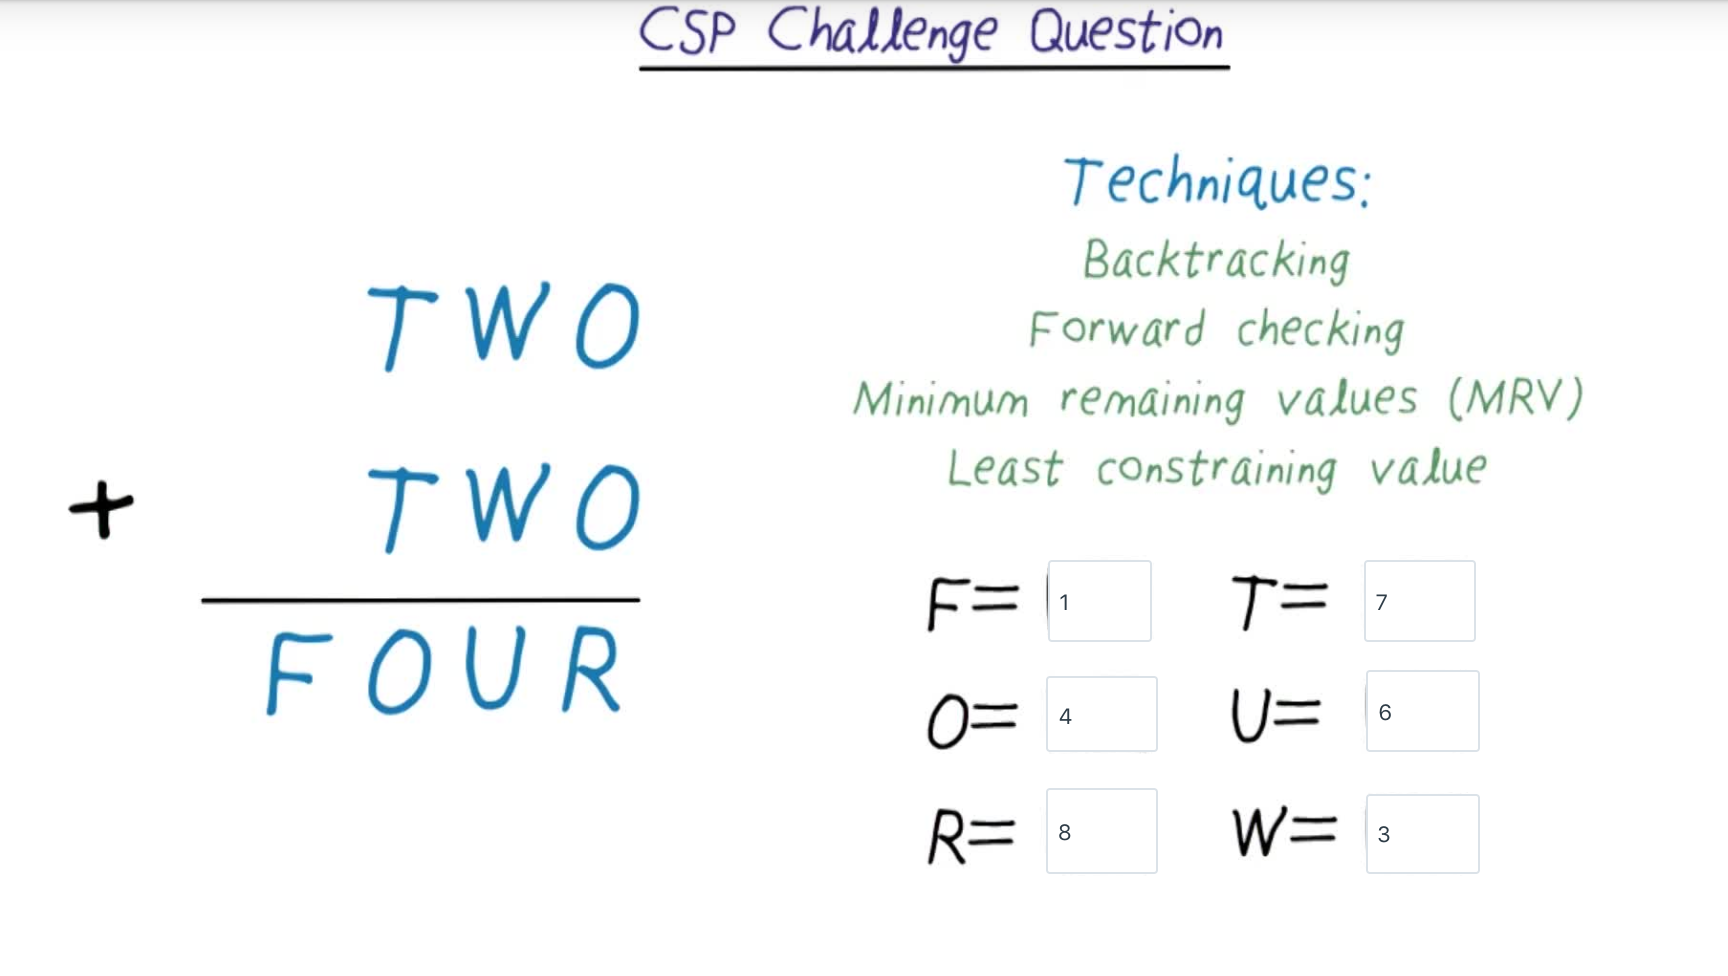 CSP Challenge Question
Techniques:
Backtracking
Forward checking
Minimum remaining values (MRV)
Least constraining value
TWO
+ TWO
FOUR
F= 1 T= 7
O= 4 U= 6
R= 8 W= 3